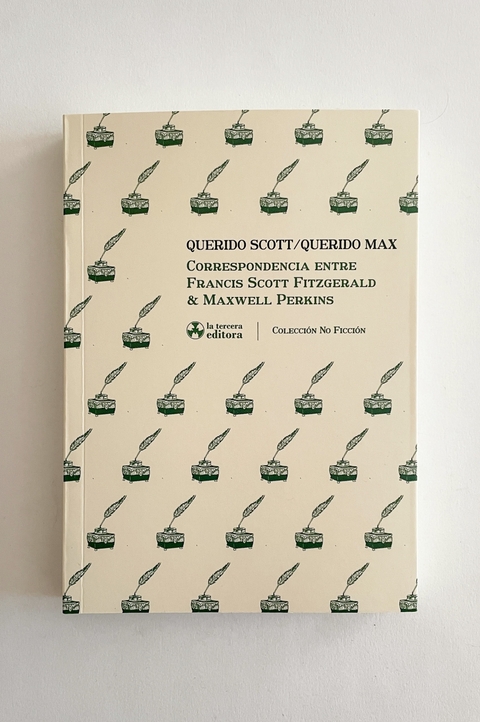 QUERIDO SCOTT/QUERIDO MAX
CORRESPONDENCIA ENTRE
FRANCIS SCOTT FITZGERALD
& MAXWELL PERKINS
la tercera
editora
COLECCIÓN NO FICCIÓN